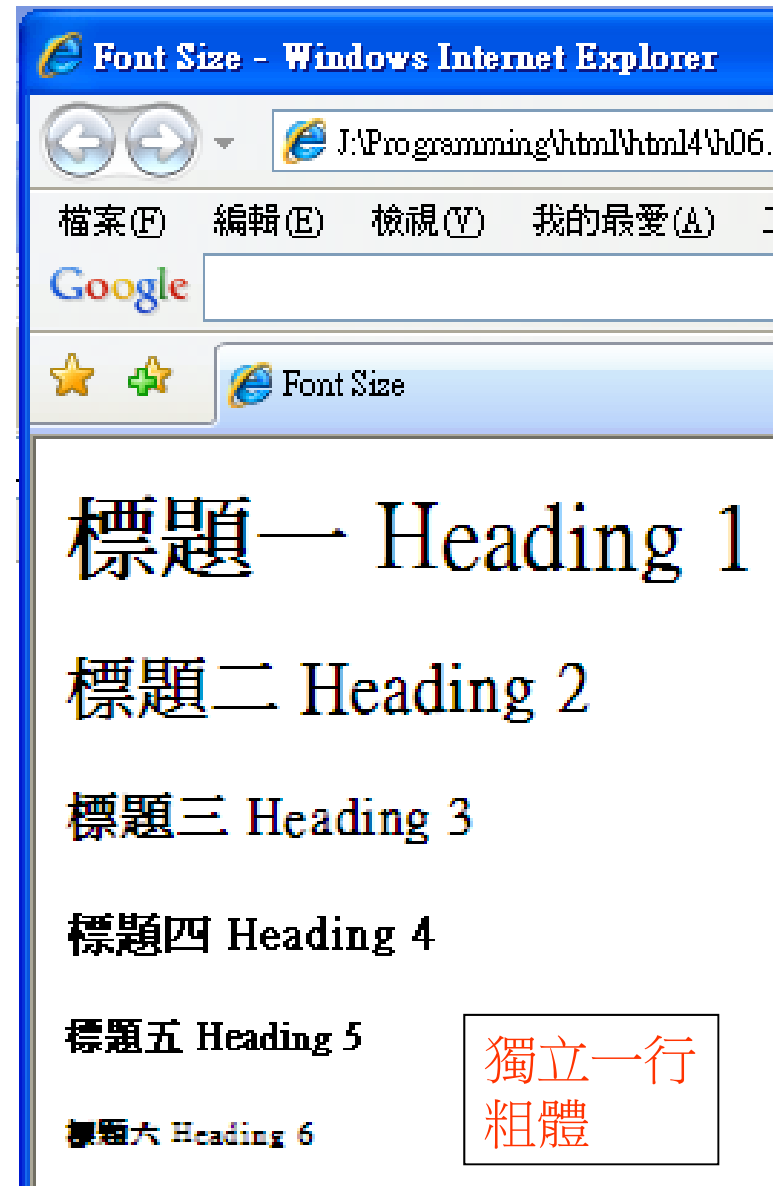 Font Size - Windows Internet Explorer
J:\Programming\html\html4\h06.
檔案(F) 編輯(E) 檢視(V) 我的最愛(A)
Google
Font Size
標題一 Heading 1
標題二 Heading 2
標題三 Heading 3
標題四 Heading 4
標題五 Heading 5
標題六 Heading 6
獨立一行
粗體